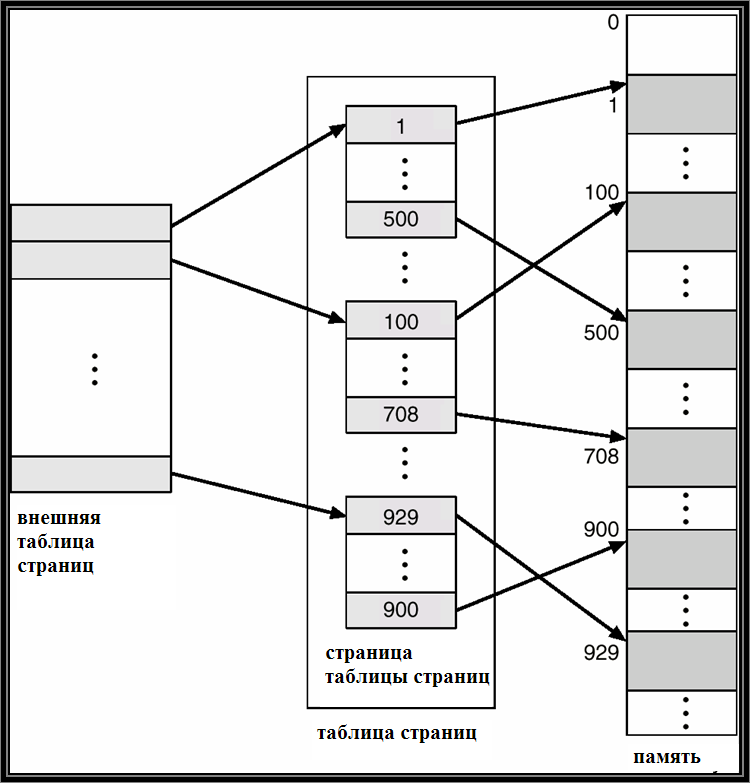 внешняя
таблица
страниц
1
500
100
708
929
900
страница
таблицы страниц
таблица страниц
0
1
100
500
708
900
929
память